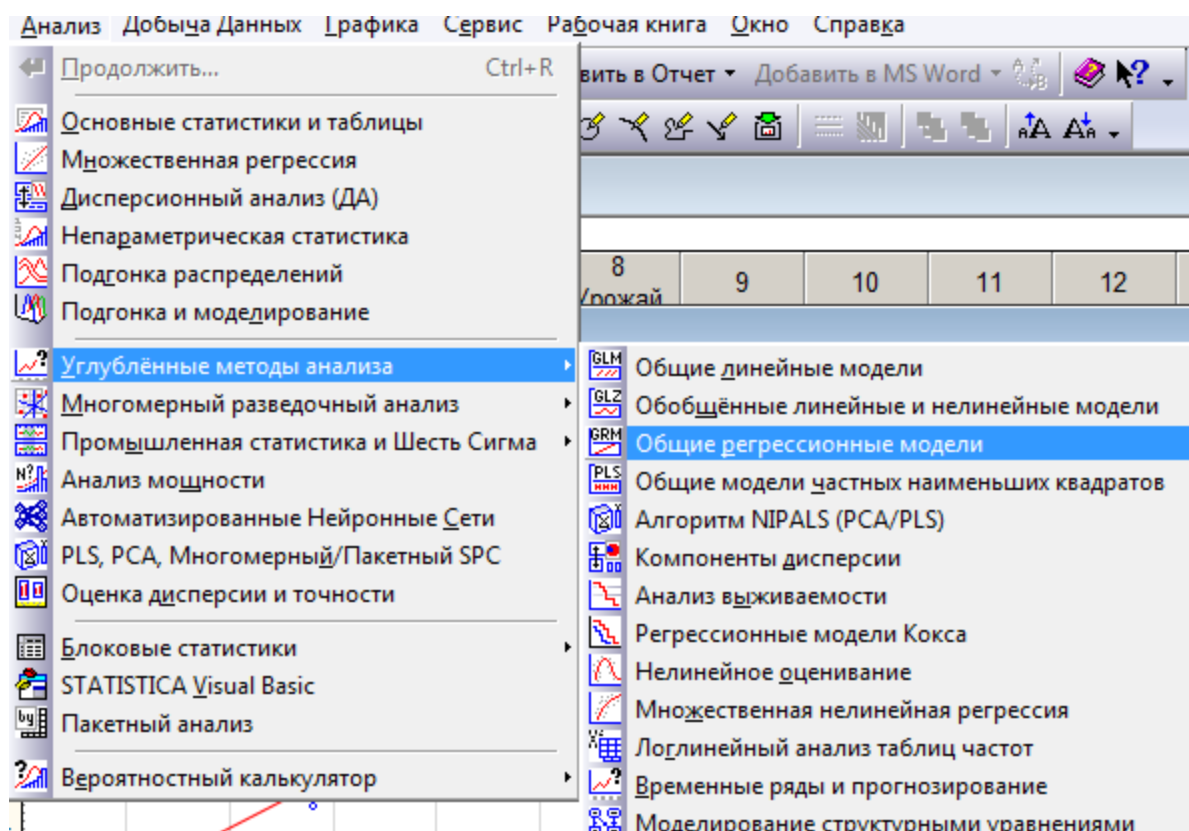 Анализ Добыча Данных Графика Сервис Рабочая книга Окно Справка
Продолжить... Ctrl+R
вить в Отчет Добавить в MS Word
Основные статистики и таблицы
Множественная регрессия
Дисперсионный анализ (ДА)
Непараметрическая статистика
Подгонка распределений
Подгонка и моделирование
8 9 10 11 12
Урожай
Углублённые методы анализа
Многомерный разведочный анализ
Промышленная статистика и Шесть Сигма
Анализ мощности
Автоматизированные Нейронные Сети
PLS, PCA, Многомерный/Пакетный SPC
Оценка дисперсии и точности
Блоковые статистики
STATISTICA Visual Basic
Пакетный анализ
Вероятностный калькулятор
GLM Общие линейные модели
GLZ Обобщённые линейные и нелинейные модели
GRM Общие регрессионные модели
PLS Общие модели частных наименьших квадратов
Алгоритм NIPALS (PCA/PLS)
Компоненты дисперсии
Анализ выживаемости
Регрессионные модели Кокса
Нелинейное оценивание
Множественная нелинейная регрессия
Логлинейный анализ таблиц частот
Временные ряды и прогнозирование
Моделирование структурными уравнениями